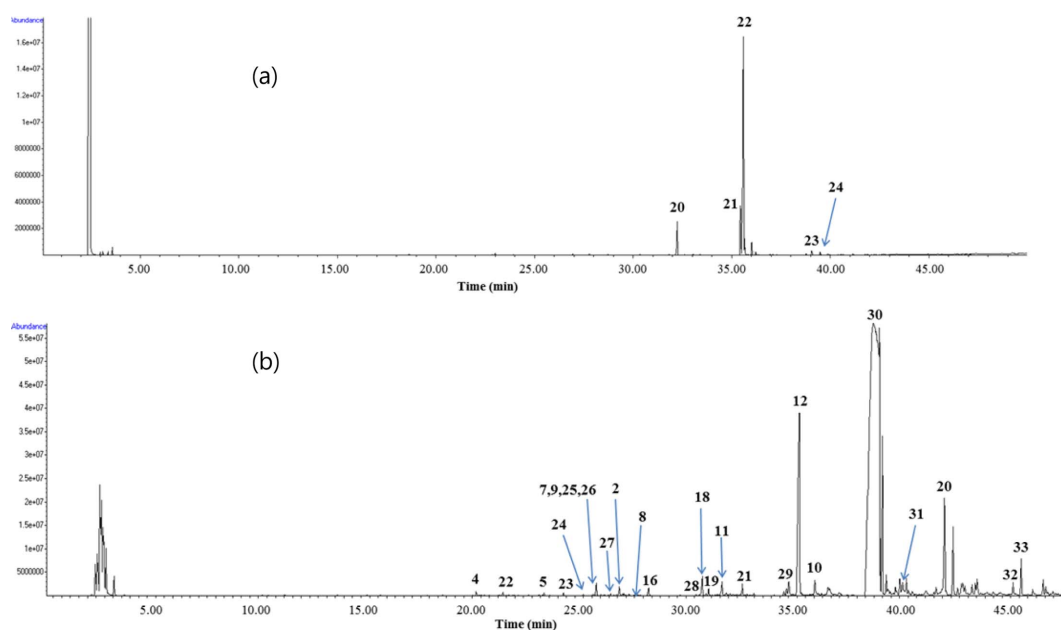 Abundance
1.6e+07
1.4e+07
1.2e+07
1e+07
8000000
6000000
4000000
2000000
(a)
22
24
20
21
23
5.00 10.00 15.00 20.00 25.00 30.00 35.00 40.00 45.00
Time (min)
Abundance
5.5e+07
5e+07
4.5e+07
4e+07
3.5e+07
3e+07
2.5e+07
2e+07
1.5e+07
1e+07
5000000
(b)
30
12
7,9,25,26
2
18
8
11
20
31
24
27
33
4
22
5
23
16
28
19
21
29
10
32
5.00 10.00 15.00 20.00 25.00 30.00 35.00 40.00 45.00
Time (min)